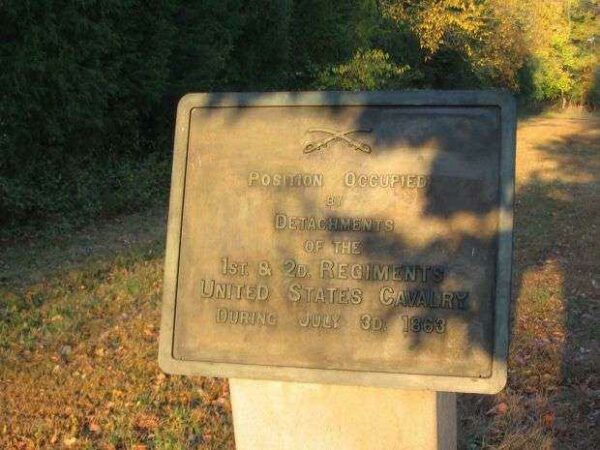 Position Occupied
by
Detachments
of the
1st. & 2d. Regiments
United States Cavalry
During July 3d. 1863